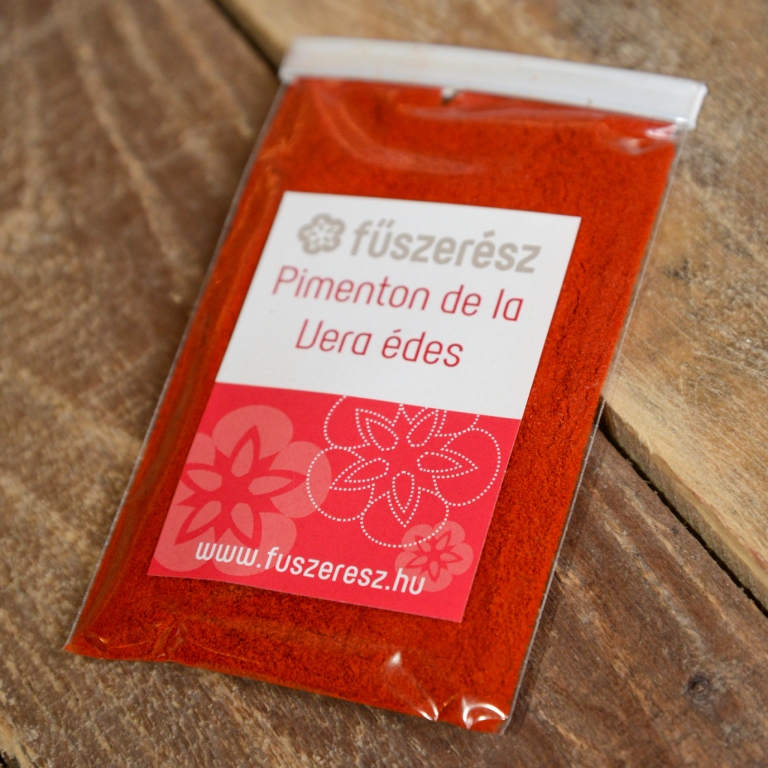 fűszerész
Pimenton de la
Vera édes
www.fuszeresz.hu